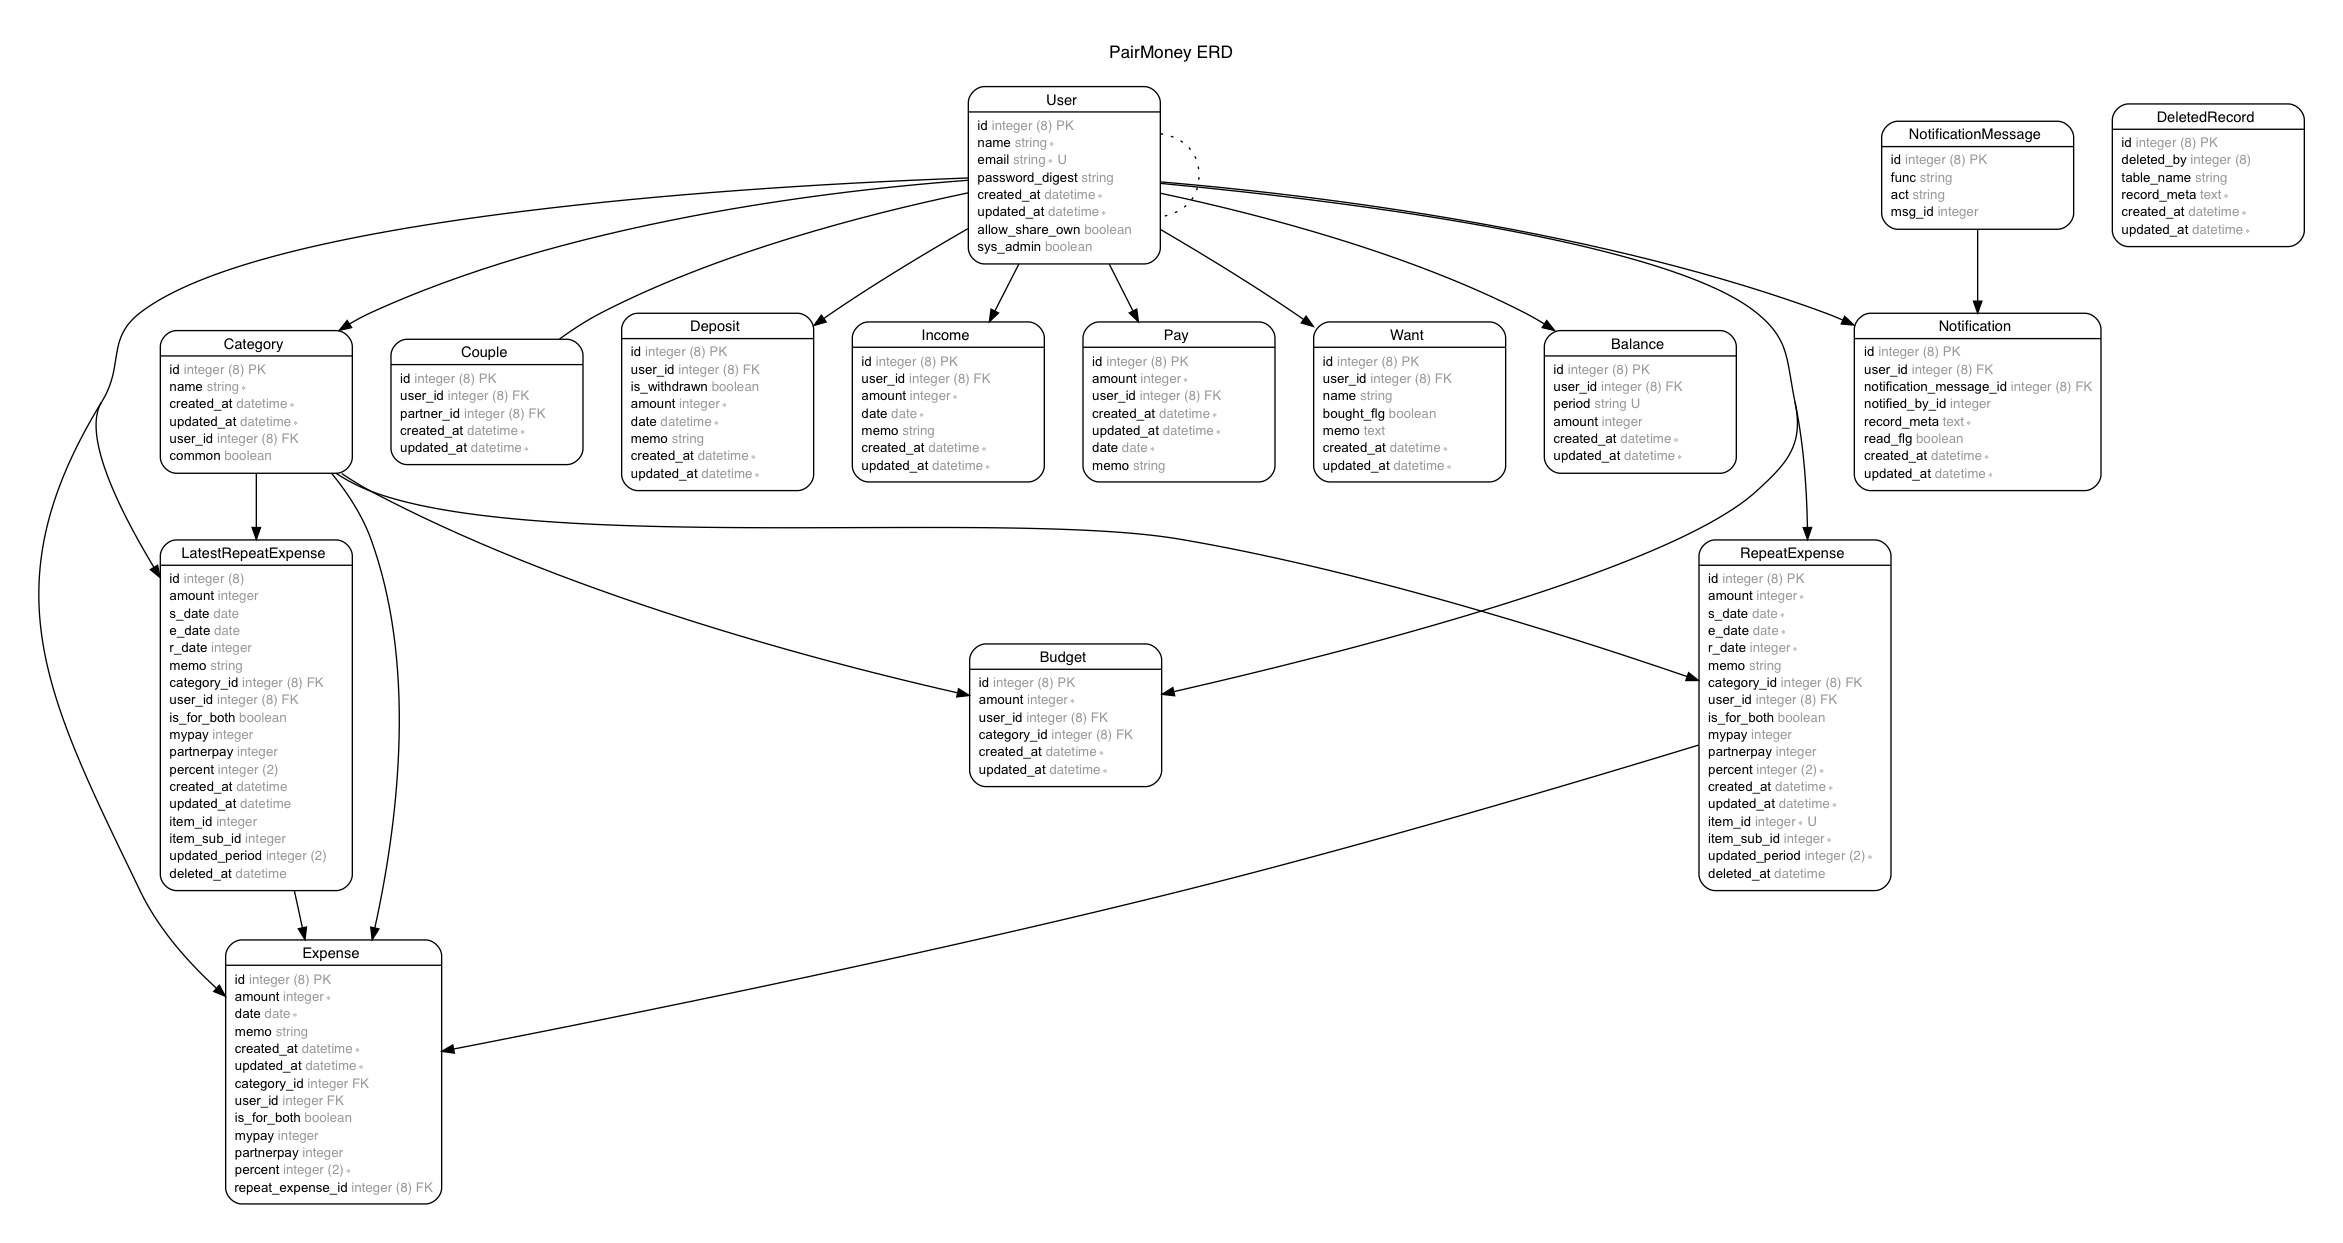 PairMoney ERD
User
id integer (8) PK
name string ∗
email string ∗ U
password_digest string
created_at datetime ∗
updated_at datetime ∗
allow_share_own boolean
sys_admin boolean
NotificationMessage
id integer (8) PK
func string
act string
msg_id integer
DeletedRecord
id integer (8) PK
deleted_by integer (8)
table_name string
record_meta text ∗
created_at datetime ∗
updated_at datetime ∗
Category
id integer (8) PK
name string ∗
created_at datetime ∗
updated_at datetime ∗
user_id integer (8) FK
common boolean
Couple
id integer (8) PK
user_id integer (8) FK
partner_id integer (8) FK
created_at datetime ∗
updated_at datetime ∗
Deposit
id integer (8) PK
user_id integer (8) FK
is_withdrawn boolean
amount integer ∗
date datetime ∗
memo string
created_at datetime ∗
updated_at datetime ∗
Income
id integer (8) PK
user_id integer (8) FK
amount integer ∗
date date ∗
memo string
created_at datetime ∗
updated_at datetime ∗
Pay
id integer (8) PK
amount integer ∗
user_id integer (8) FK
created_at datetime ∗
updated_at datetime ∗
date date ∗
memo string
Want
id integer (8) PK
user_id integer (8) FK
name string
bought_flg boolean
memo text
created_at datetime ∗
updated_at datetime ∗
Balance
id integer (8) PK
user_id integer (8) FK
period string U
amount integer
created_at datetime ∗
updated_at datetime ∗
Notification
id integer (8) PK
user_id integer (8) FK
notification_message_id integer (8) FK
notified_by_id integer
record_meta text ∗
read_flg boolean
created_at datetime ∗
updated_at datetime ∗
LatestRepeatExpense
id integer (8)
amount integer
s_date date
e_date date
r_date integer
memo string
category_id integer (8) FK
user_id integer (8) FK
is_for_both boolean
mypay integer
partnerpay integer
percent integer (2)
created_at datetime
updated_at datetime
item_id integer
item_sub_id integer
updated_period integer (2)
deleted_at datetime
Budget
id integer (8) PK
amount integer ∗
user_id integer (8) FK
category_id integer (8) FK
created_at datetime ∗
updated_at datetime ∗
RepeatExpense
id integer (8) PK
amount integer ∗
s_date date ∗
e_date date ∗
r_date integer ∗
memo string
category_id integer (8) FK
user_id integer (8) FK
is_for_both boolean
mypay integer
partnerpay integer
percent integer (2) ∗
created_at datetime ∗
updated_at datetime ∗
item_id integer ∗ U
item_sub_id integer ∗
updated_period integer (2) ∗
deleted_at datetime
Expense
id integer (8) PK
amount integer ∗
date date ∗
memo string
created_at datetime ∗
updated_at datetime ∗
category_id integer FK
user_id integer FK
is_for_both boolean
mypay integer
partnerpay integer
percent integer (2) ∗
repeat_expense_id integer (8) FK